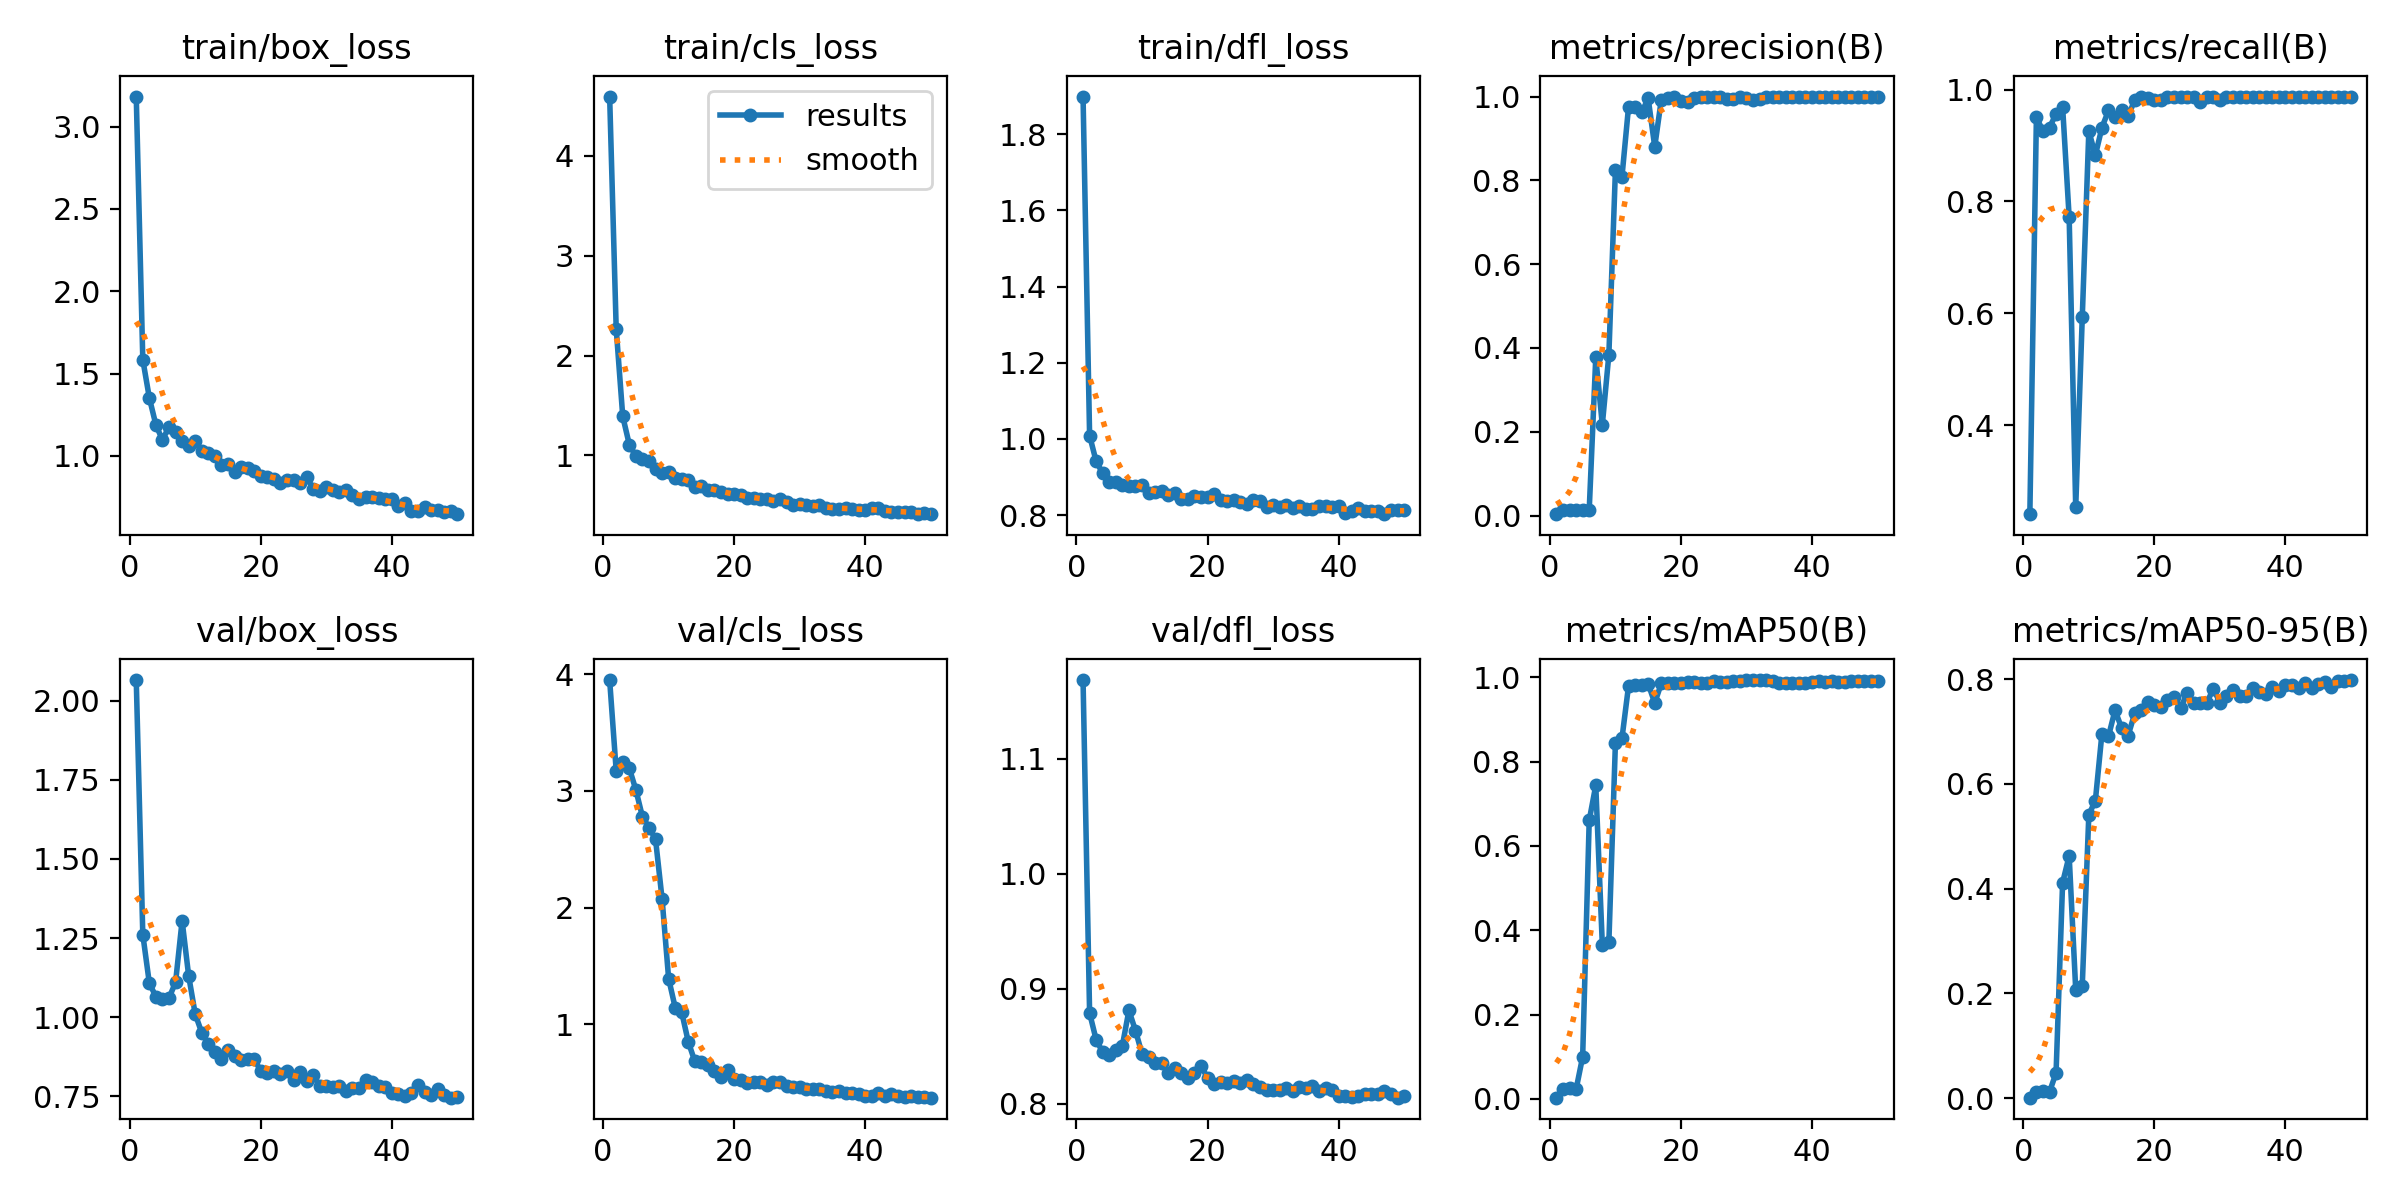 train/box_loss
3.0
2.5
2.0
1.5
1.0
0 20 40
train/cls_loss
results
smooth
4
3
2
1
0 20 40
train/dfl_loss
1.8
1.6
1.4
1.2
1.0
0.8
0 20 40
metrics/precision(B)
1.0
0.8
0.6
0.4
0.2
0.0
0 20 40
metrics/recall(B)
1.0
0.8
0.6
0.4
0 20 40
val/box_loss
2.00
1.75
1.50
1.25
1.00
0.75
0 20 40
val/cls_loss
4
3
2
1
0 20 40
val/dfl_loss
1.1
1.0
0.9
0.8
0 20 40
metrics/mAP50(B)
1.0
0.8
0.6
0.4
0.2
0.0
0 20 40
metrics/mAP50-95(B)
0.8
0.6
0.4
0.2
0.0
0 20 40